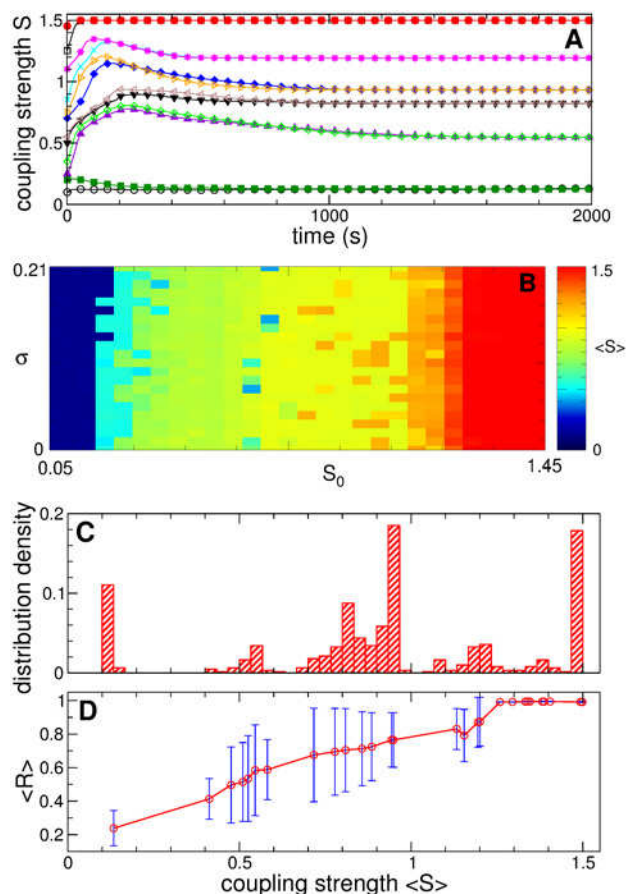 coupling strength S
1.5
1
0.5
0
A
0 1000 2000
time (s)
B
0.21
σ
0
0.05 S0 1.45
1.5
<S>
0
distribution density
0.2
0.1
0
C
D
<R>
1
0.8
0.6
0.4
0.2
0 0.5 1 1.5
coupling strength <S>